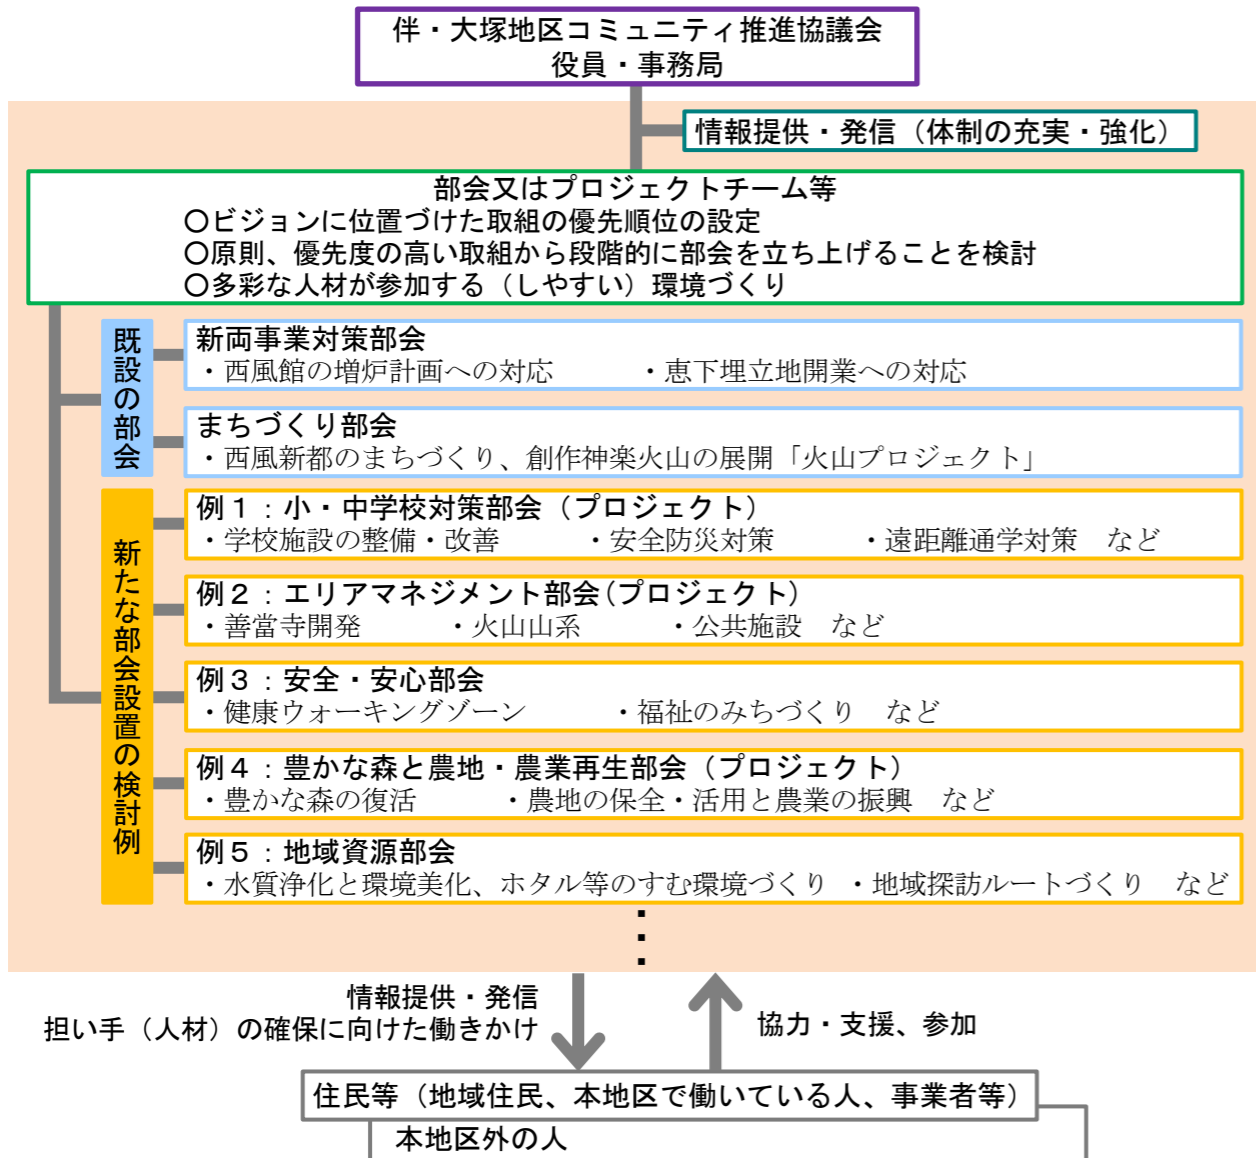 伴・大塚地区コミュニティ推進協議会
役員・事務局
情報提供・発信（体制の充実・強化）
部会又はプロジェクトチーム等
○ビジョンに位置づけた取組の優先順位の設定
○原則、優先度の高い取組から段階的に部会を立ち上げることを検討
○多彩な人材が参加する（しやすい）環境づくり
既設の部会
新両事業対策部会
・西風館の増炉計画への対応　・恵下埋立地開業への対応
まちづくり部会
・西風新都のまちづくり、創作神楽火山の展開「火山プロジェクト」
新たな部会設置の検討例
例１：小・中学校対策部会（プロジェクト）
・学校施設の整備・改善　・安全防災対策　・遠距離通学対策　など
例２：エリアマネジメント部会(プロジェクト）
・善當寺開発　・火山山系　・公共施設　など
例３：安全・安心部会
・健康ウォーキングゾーン　・福祉のみちづくり　など
例４：豊かな森と農地・農業再生部会（プロジェクト）
・豊かな森の復活　・農地の保全・活用と農業の振興　など
例５：地域資源部会
・水質浄化と環境美化、ホタル等のすむ環境づくり　・地域探訪ルートづくり　など
情報提供・発信
担い手（人材）の確保に向けた働きかけ
協力・支援、参加
住民等（地域住民、本地区で働いている人、事業者等）
本地区外の人